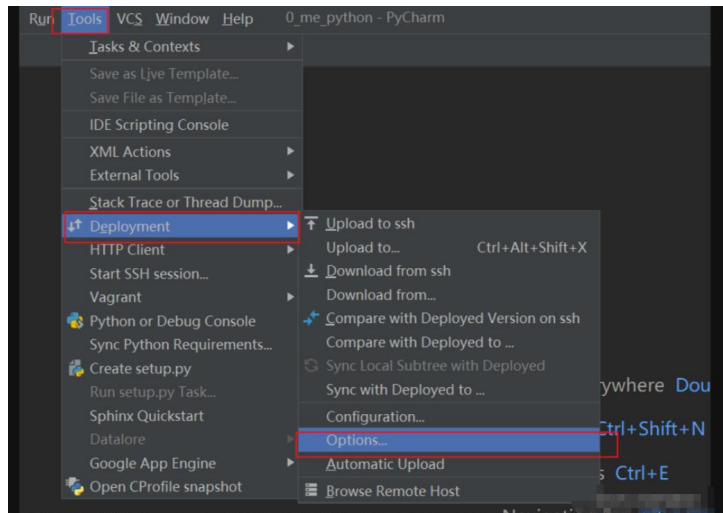 Run Tools VCS Window Help 0_me_python - PyCharm
Tasks & Contexts
Save as Live Template...
Save File as Template...
IDE Scripting Console
XML Actions
External Tools
Stack Trace or Thread Dump...
Deployment
HTTP Client
Start SSH session...
Vagrant
Python or Debug Console
Sync Python Requirements...
Create setup.py
Run setup.py Task...
Sphinx Quickstart
Datalore
Google App Engine
Open CProfile snapshot
Upload to ssh
Upload to... Ctrl+Alt+Shift+X
Download from ssh
Download from...
Compare with Deployed Version on ssh
Compare with Deployed to ...
Sync Local Subtree with Deployed
Sync with Deployed to ...
Configuration...
Options...
Automatic Upload
Browse Remote Host
ywhere Dou
Ctrl+Shift+N
s Ctrl+E